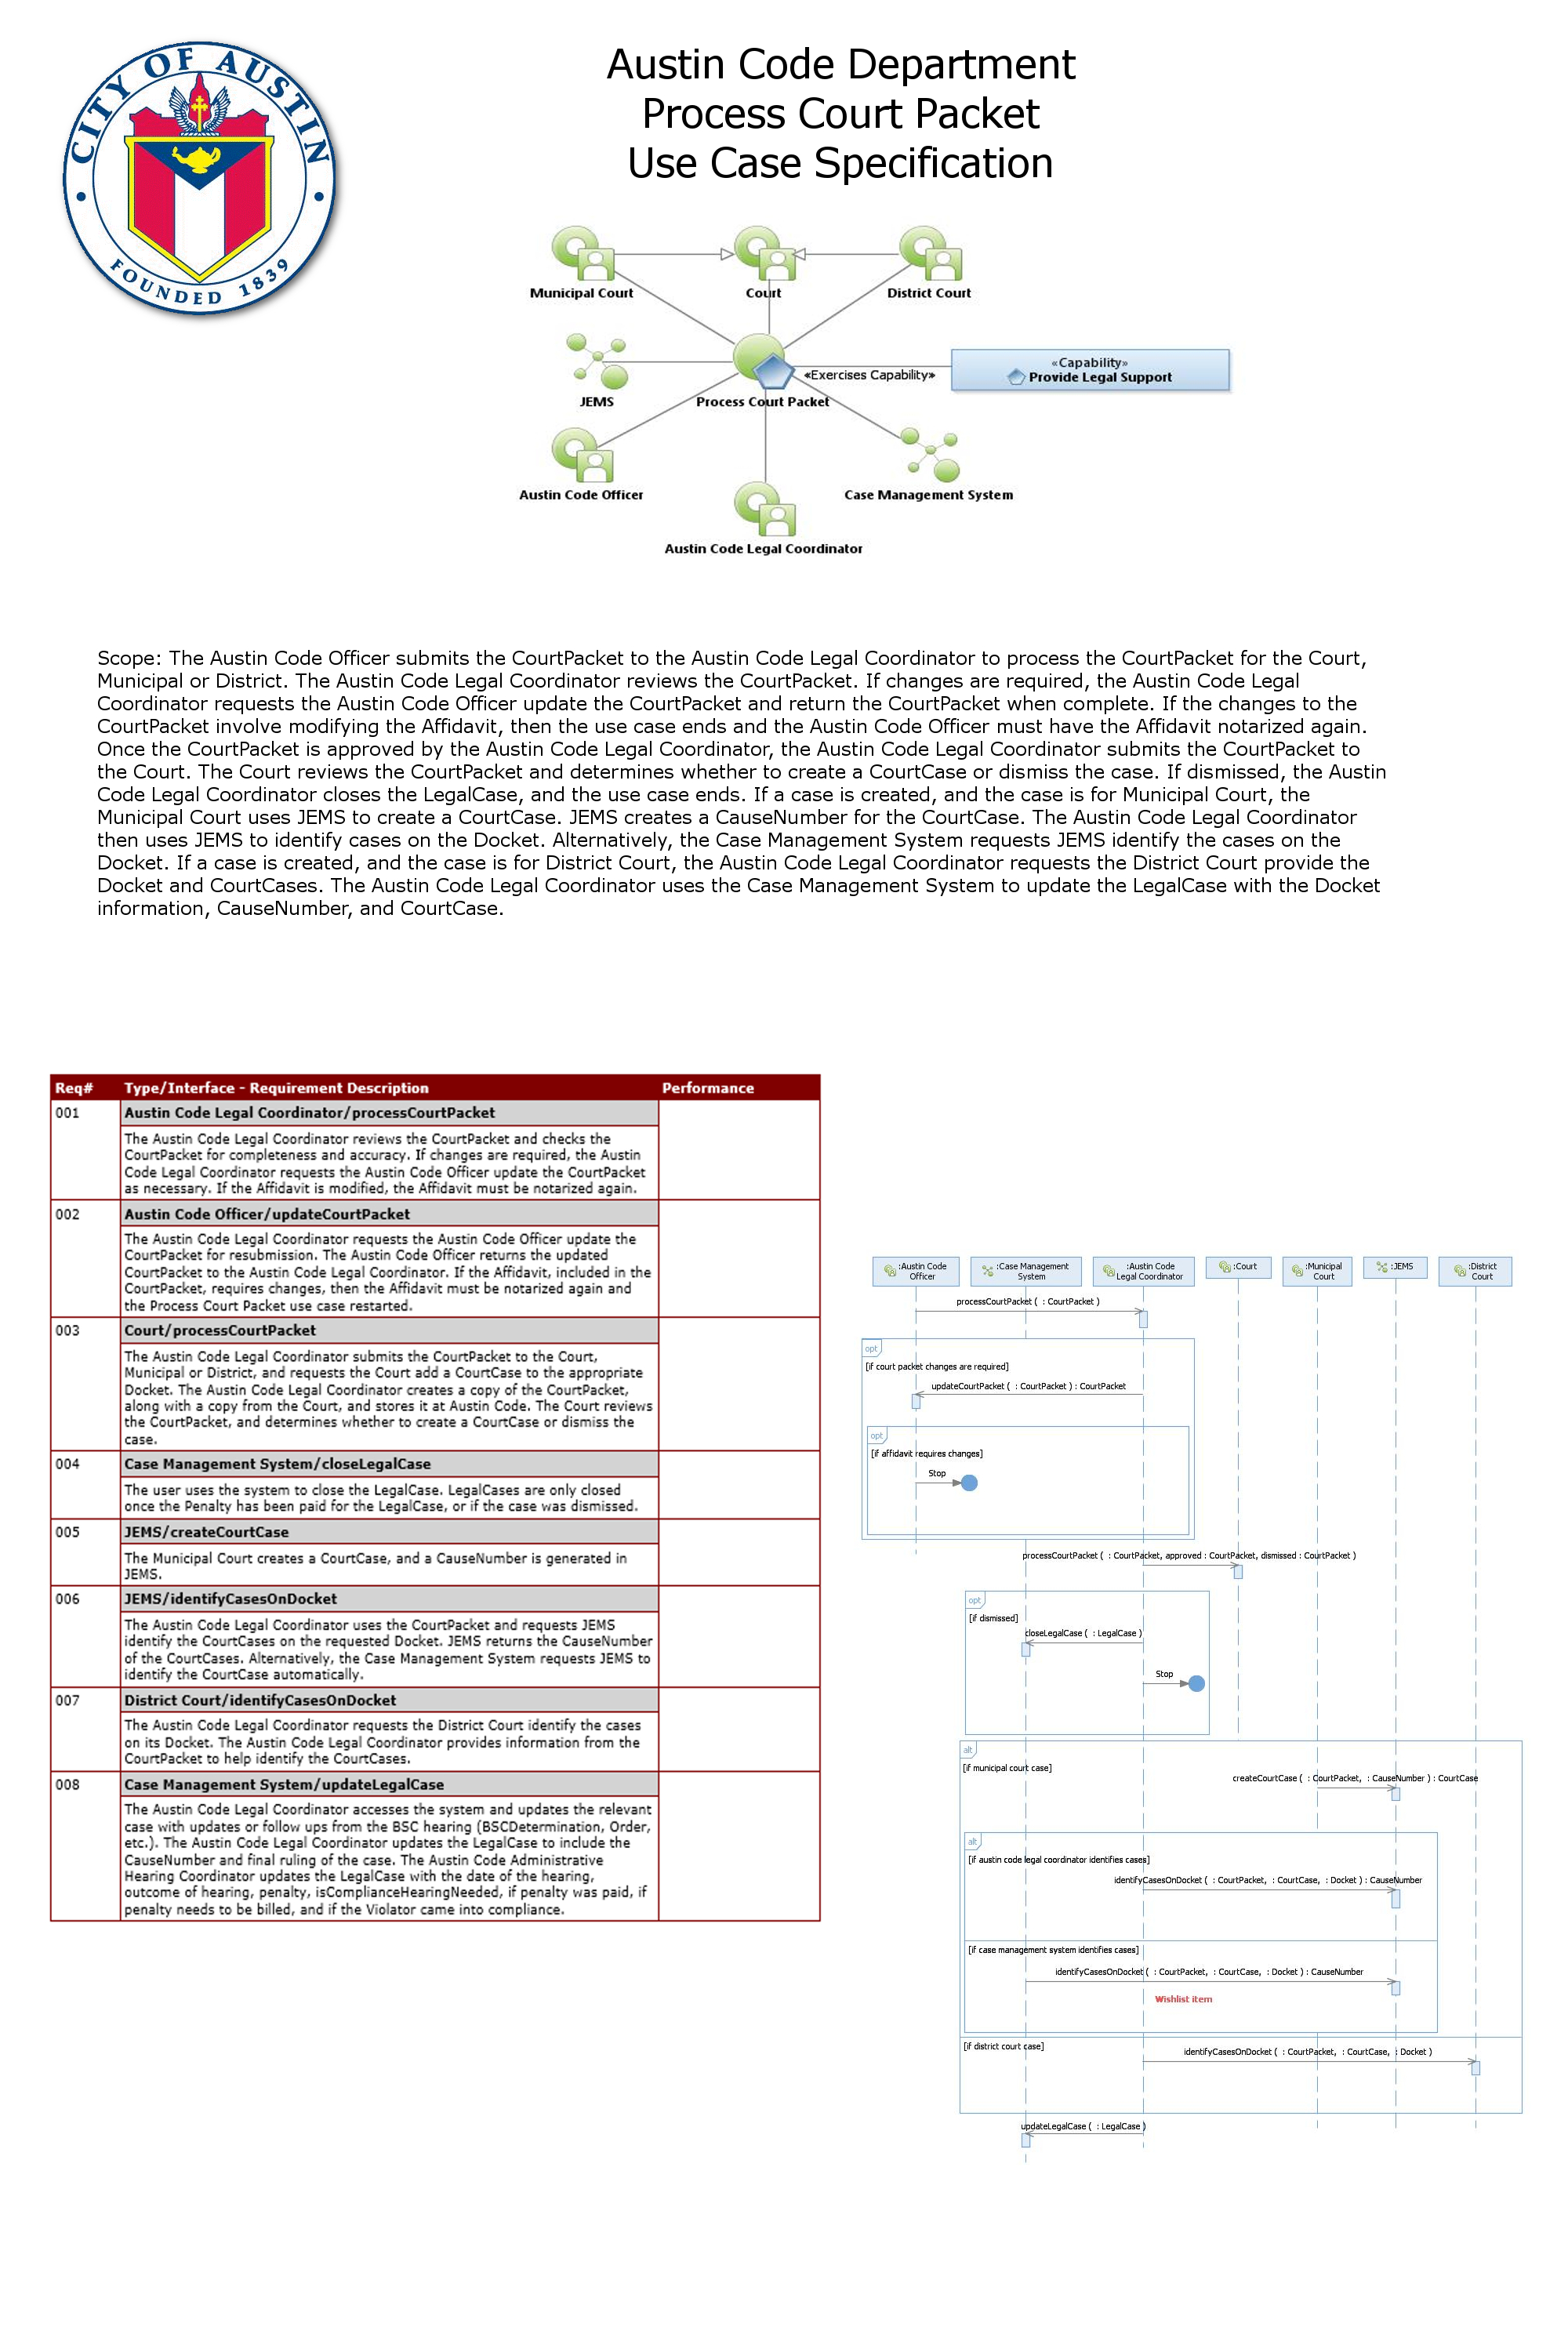 CITY OF AUSTIN
FOUNDED 1839
Austin Code Department
Process Court Packet
Use Case Specification
Municipal Court
Court
District Court
JEMS
Process Court Packet
«Exercises Capability»
«Capability»
Provide Legal Support
Austin Code Officer
Case Management System
Austin Code Legal Coordinator
Scope: The Austin Code Officer submits the CourtPacket to the Austin Code Legal Coordinator to process the CourtPacket for the Court,
Municipal or District. The Austin Code Legal Coordinator reviews the CourtPacket. If changes are required, the Austin Code Legal
Coordinator requests the Austin Code Officer update the CourtPacket and return the CourtPacket when complete. If the changes to the
CourtPacket involve modifying the Affidavit, then the use case ends and the Austin Code Officer must have the Affidavit notarized again.
Once the CourtPacket is approved by the Austin Code Legal Coordinator, the Austin Code Legal Coordinator submits the CourtPacket to
the Court. The Court reviews the CourtPacket and determines whether to create a CourtCase or dismiss the case. If dismissed, the Austin
Code Legal Coordinator closes the LegalCase, and the use case ends. If a case is created, and the case is for Municipal Court, the
Municipal Court uses JEMS to create a CourtCase. JEMS creates a CauseNumber for the CourtCase. The Austin Code Legal Coordinator
then uses JEMS to identify cases on the Docket. Alternatively, the Case Management System requests JEMS identify the cases on the
Docket. If a case is created, and the case is for District Court, the Austin Code Legal Coordinator requests the District Court provide the
Docket and CourtCases. The Austin Code Legal Coordinator uses the Case Management System to update the LegalCase with the Docket
information, CauseNumber, and CourtCase.
Req# Type/Interface - Requirement Description Performance
001 Austin Code Legal Coordinator/processCourtPacket
The Austin Code Legal Coordinator reviews the CourtPacket and checks the
CourtPacket for completeness and accuracy. If changes are required, the Austin
Code Legal Coordinator requests the Austin Code Officer update the CourtPacket
as necessary. If the Affidavit is modified, the Affidavit must be notarized again.
002 Austin Code Officer/updateCourtPacket
The Austin Code Legal Coordinator requests the Austin Code Officer update the
CourtPacket for resubmission. The Austin Code Officer returns the updated
CourtPacket to the Austin Code Legal Coordinator. If the Affidavit, included in the
CourtPacket, requires changes, then the Affidavit must be notarized again and
the Process Court Packet use case restarted.
003 Court/processCourtPacket
The Austin Code Legal Coordinator submits the CourtPacket to the Court,
Municipal or District, and requests the Court add a CourtCase to the appropriate
Docket. The Austin Code Legal Coordinator creates a copy of the CourtPacket,
along with a copy from the Court, and stores it at Austin Code. The Court reviews
the CourtPacket, and determines whether to create a CourtCase or dismiss the
case.
004 Case Management System/closeLegalCase
The user uses the system to close the LegalCase. LegalCases are only closed
once the Penalty has been paid for the LegalCase, or if the case was dismissed.
005 JEMS/createCourtCase
The Municipal Court creates a CourtCase, and a CauseNumber is generated in
JEMS.
006 JEMS/identifyCasesOnDocket
The Austin Code Legal Coordinator uses the CourtPacket and requests JEMS
identify the CourtCases on the requested Docket. JEMS returns the CauseNumber
of the CourtCases. Alternatively, the Case Management System requests JEMS to
identify the CourtCase automatically.
007 District Court/identifyCasesOnDocket
The Austin Code Legal Coordinator requests the District Court identify the cases
on its Docket. The Austin Code Legal Coordinator provides information from the
CourtPacket to help identify the CourtCases.
008 Case Management System/updateLegalCase
The Austin Code Legal Coordinator accesses the system and updates the relevant
case with updates or follow ups from the BSC hearing (BSCDetermination, Order,
etc.). The Austin Code Legal Coordinator updates the LegalCase to include the
CauseNumber and final ruling of the case. The Austin Code Administrative
Hearing Coordinator updates the LegalCase with the date of the hearing,
outcome of hearing, penalty, isComplianceHearingNeeded, if penalty was paid, if
penalty needs to be billed, and if the Violator came into compliance.
:Austin Code
Officer
:Case Management
System
:Austin Code
Legal Coordinator
:Court
:Municipal
Court
:JEMS
:District
Court
processCourtPacket ( : CourtPacket )
opt
[if court packet changes are required]
updateCourtPacket ( : CourtPacket ) : CourtPacket
opt
[if affidavit requires changes]
Stop
processCourtPacket ( : CourtPacket, approved : CourtPacket, dismissed : CourtPacket )
opt
[if dismissed]
closeLegalCase ( : LegalCase )
Stop
alt
[if municipal court case]
createCourtCase ( : CourtPacket, : CauseNumber ) : CourtCase
alt
[if austin code legal coordinator identifies cases]
identifyCasesOnDocket ( : CourtPacket, : CourtCase, : Docket ) : CauseNumber
[if case management system identifies cases]
identifyCasesOnDocket ( : CourtPacket, : CourtCase, : Docket ) : CauseNumber
Wishlist item
[if district court case]
identifyCasesOnDocket ( : CourtPacket, : CourtCase, : Docket )
updateLegalCase ( : LegalCase )